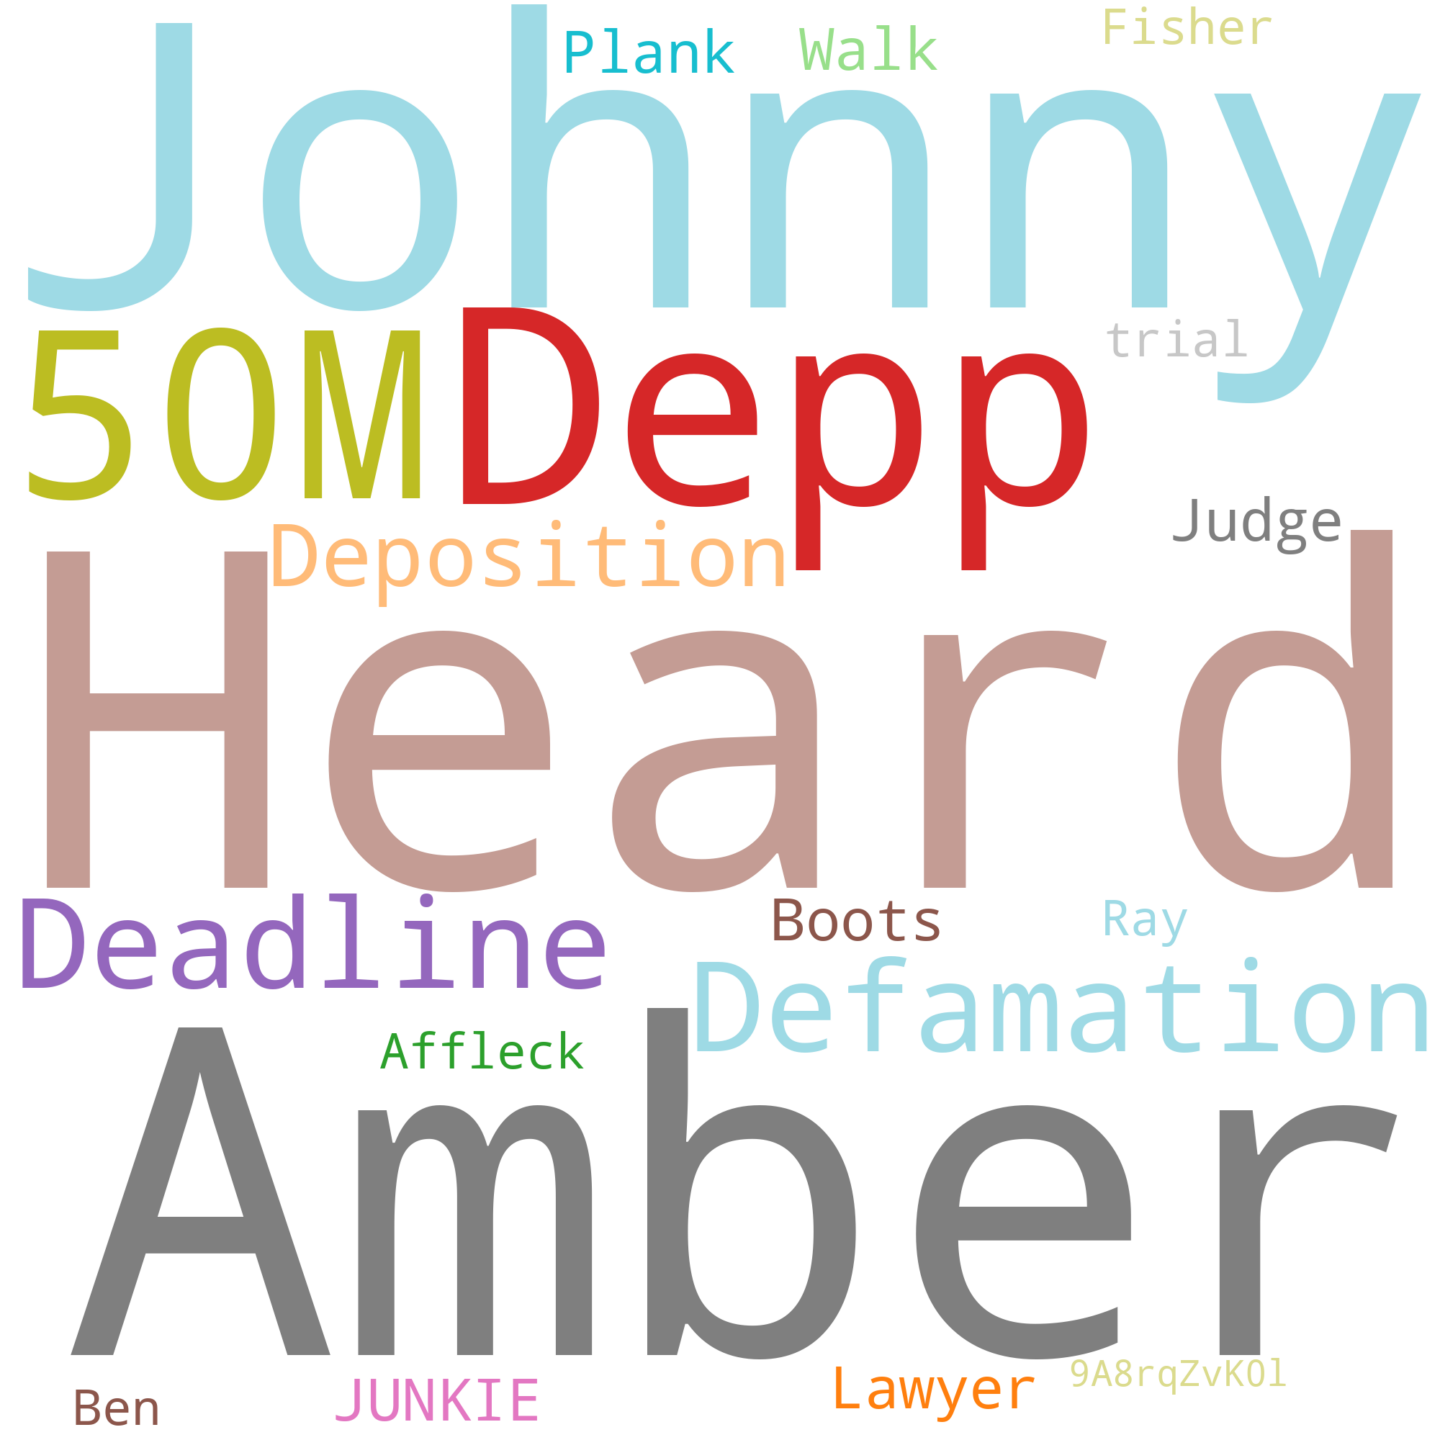 Johnny
Plank
Walk
Fisher
50M
Depp
trial
Deposition
Judge
Heard
Deadline
Boots
Ray
Defamation
Affleck
Amber
Ben
JUNKIE
Lawyer
9A8rqZvKOl